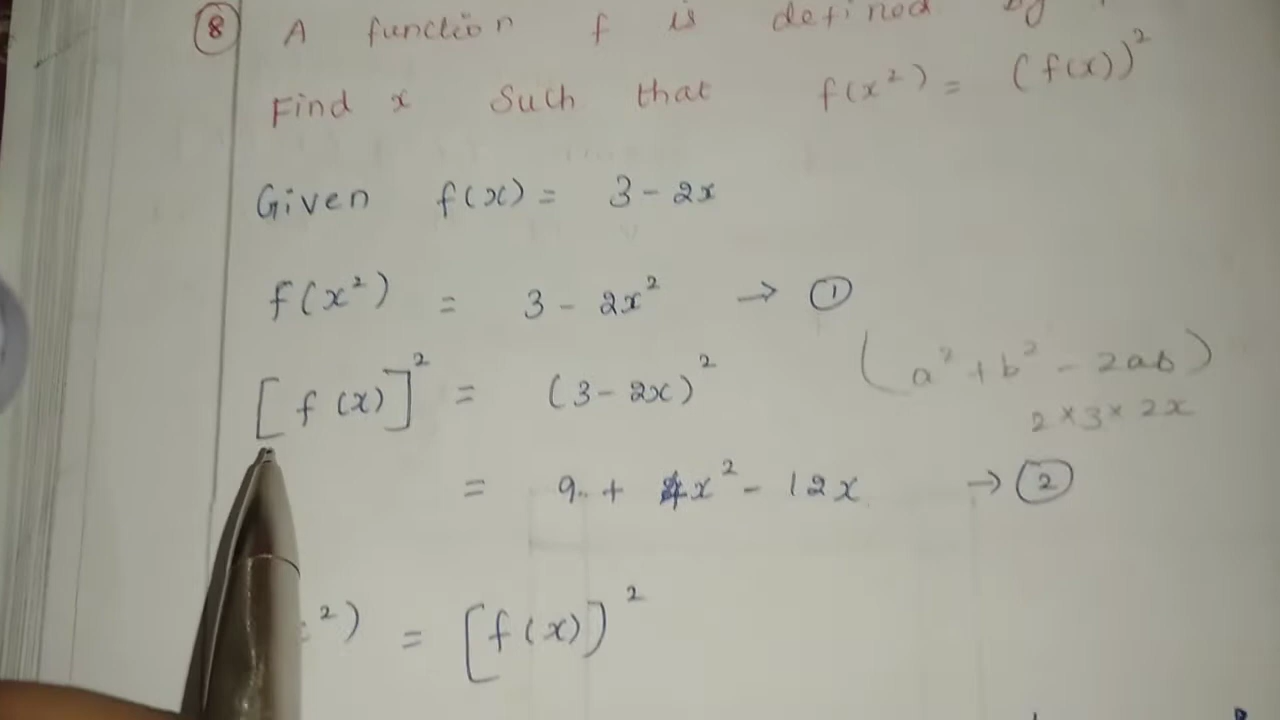 ⑧ A function f is defined by
Find x Such that f(x²) = (f(x))²
Given f(x) = 3 - 2x
f(x²) = 3 - 2x² → ①
[f(x)]² = (3 - 2x)²
(a² + b² - 2ab)
2 × 3 × 2x
= 9 + 4x² - 12x → ②
²) = [f(x)]²